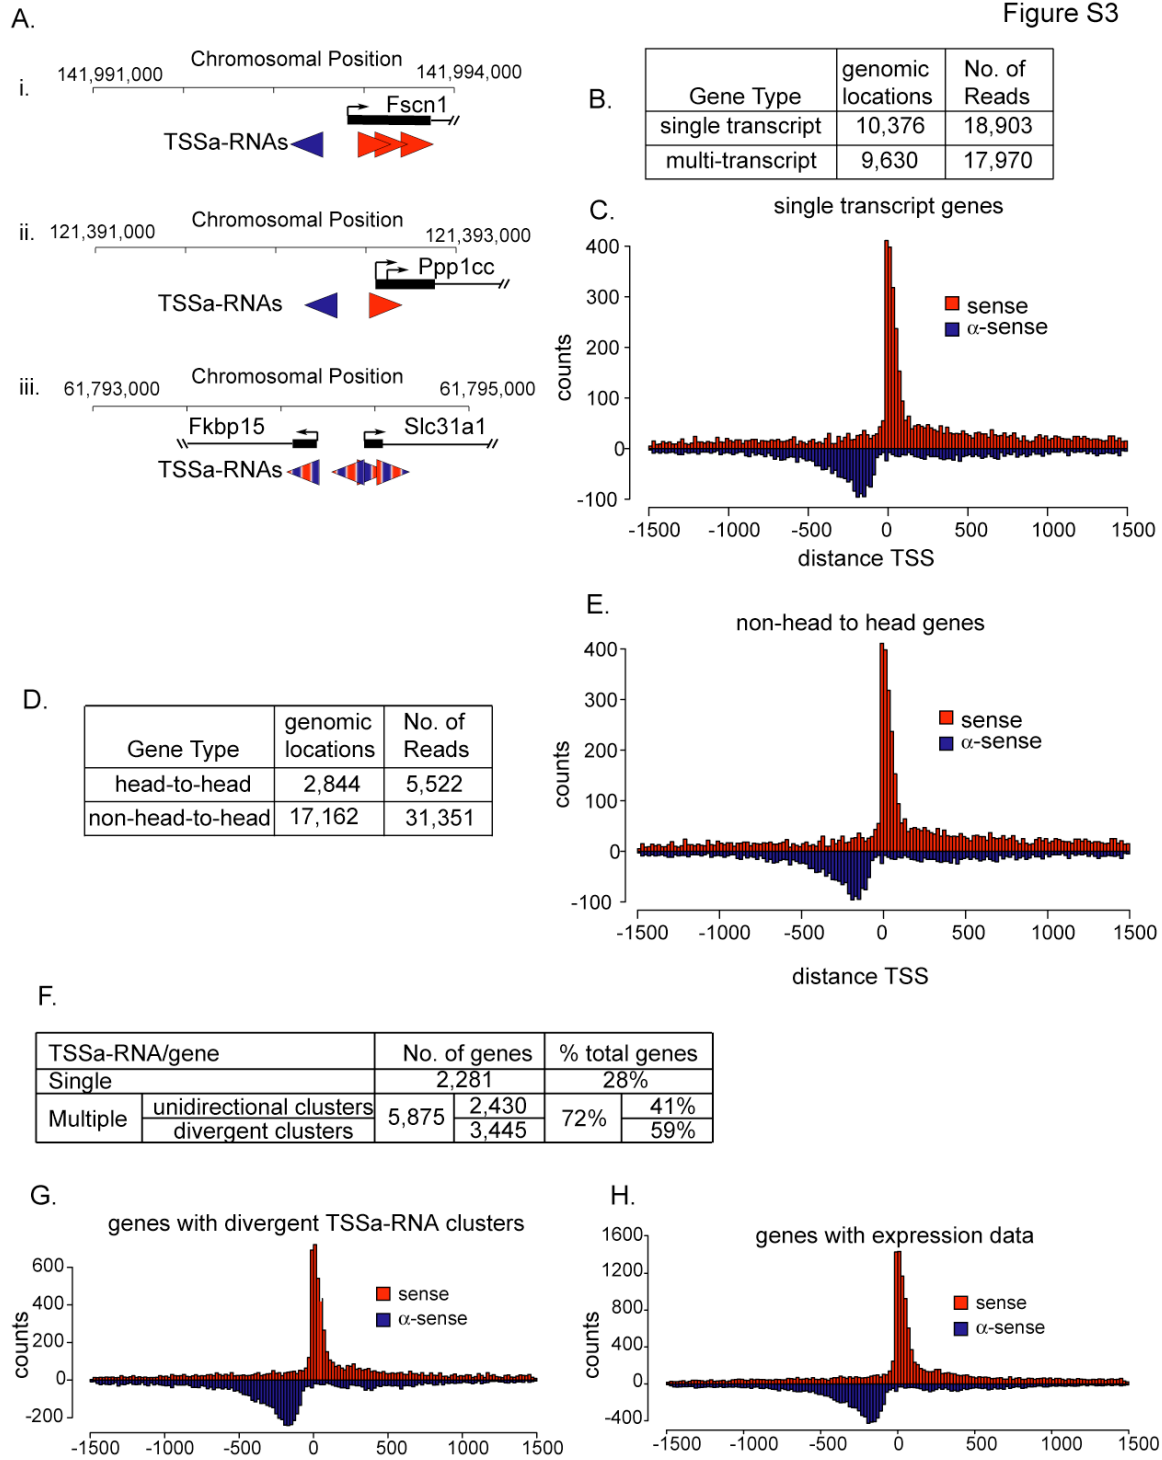 Figure S3
A.
Chromosomal Position
141,991,000
141,994,000
i.
Fscn1
TSSa-RNAs
Chromosomal Position
ii.
121,391,000
121,393,000
Ppp1cc
TSSa-RNAs
Chromosomal Position
iii.
61,793,000
61,795,000
Fkbp15
Slc31a1
TSSa-RNAs
B.
Gene Type genomic locations No. of Reads
single transcript 10,376 18,903
multi-transcript 9,630 17,970
C.
single transcript genes
400
300
200
100
0
-100
counts
sense
α-sense
-1500 -1000 -500 0 500 1000 1500
distance TSS
D.
Gene Type genomic locations No. of Reads
head-to-head 2,844 5,522
non-head-to-head 17,162 31,351
E.
non-head to head genes
400
300
200
100
0
-100
counts
sense
α-sense
-1500 -1000 -500 0 500 1000 1500
distance TSS
F.
TSSa-RNA/gene No. of genes % total genes
Single 2,281 28%
Multiple 5,875 72%
unidirectional clusters 2,430 41%
divergent clusters 3,445 59%
G.
genes with divergent TSSa-RNA clusters
600
400
200
0
-200
counts
sense
α-sense
-1500 -1000 -500 0 500 1000 1500
H.
genes with expression data
1600
1200
800
400
0
-400
counts
sense
α-sense
-1500 -1000 -500 0 500 1000 1500